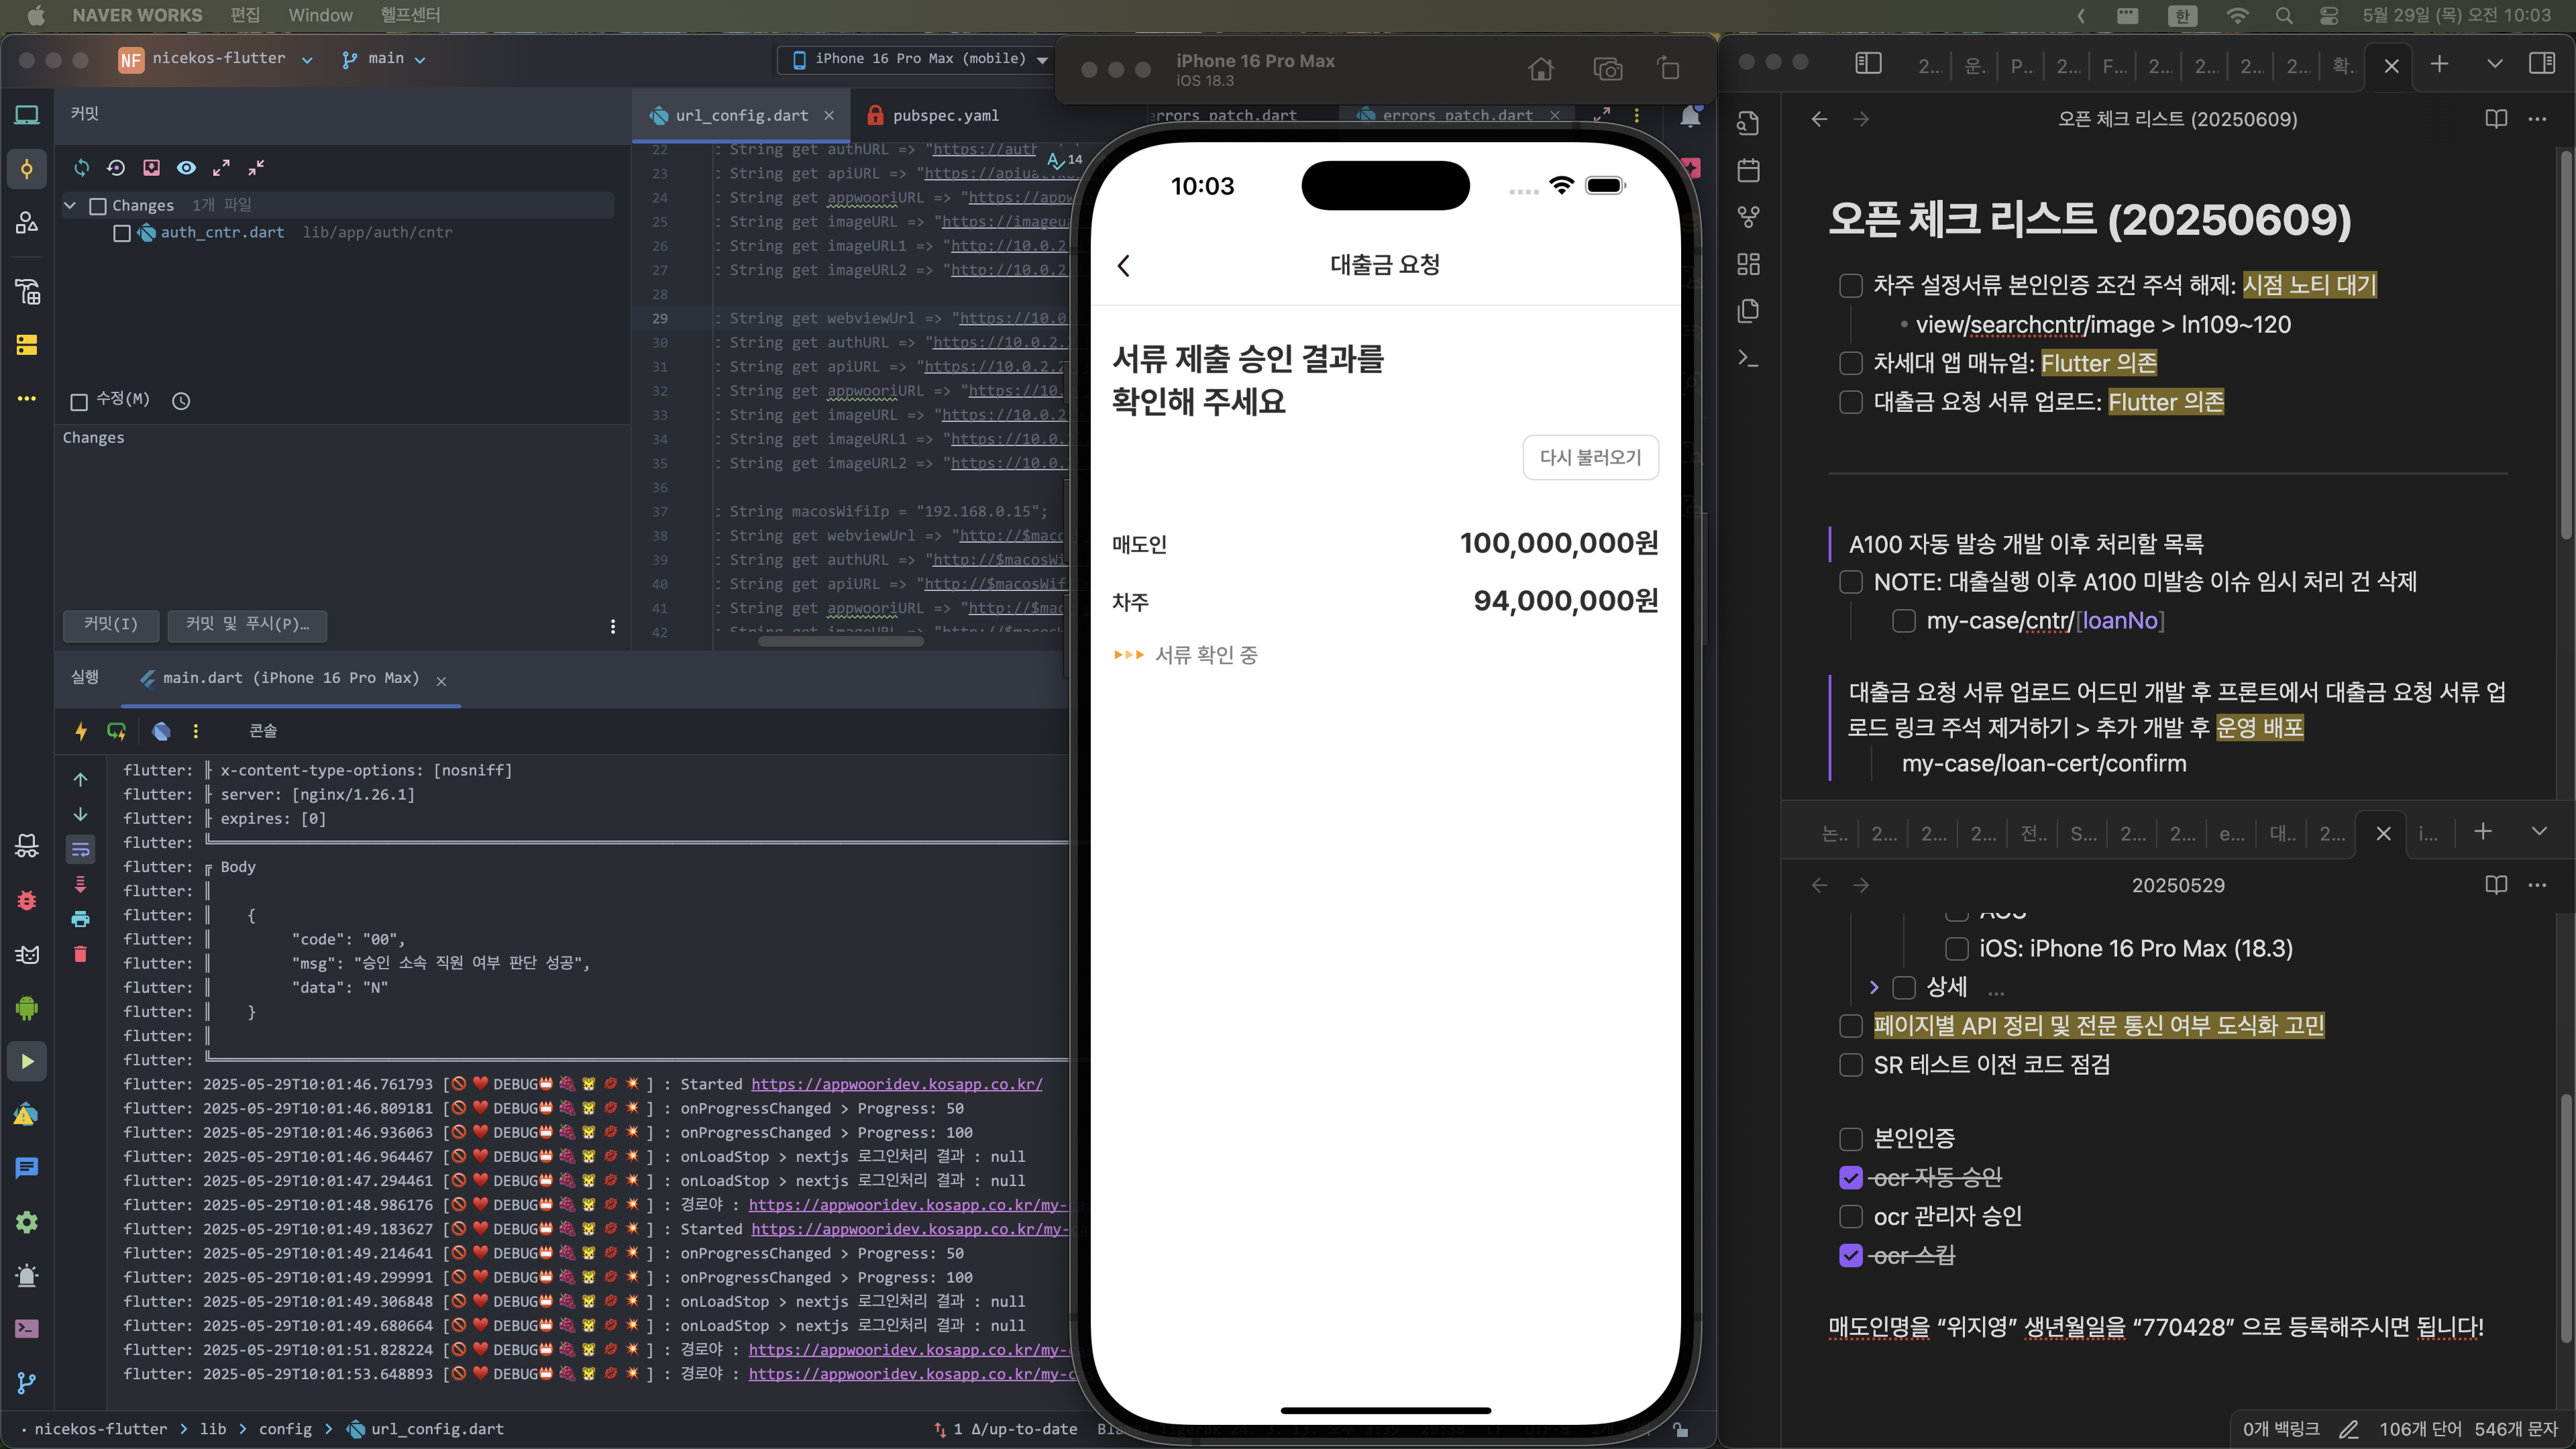 NAVER WORKS 편집 Window 헬프센터
한 5월 29일 (목) 오전 10:03
NF nicekos-flutter main
iPhone 16 Pro Max (mobile)
커밋
Changes 1개 파일
auth_cntr.dart lib/app/auth/cntr
수정(M)
Changes
커밋(I) 커밋 및 푸시(P)...
url_config.dart pubspec.yaml errors_patch.dart
14
22 : String get authURL => "https://auth
23 : String get apiURL =>
24 : String get appwooriURL => "https://appw
25 : String get imageURL => "https://imageua
26 : String get imageURL1 => "http://10.0.2
27 : String get imageURL2 => "http://10.0.2
28
29 : String get webviewUrl => "https://10.0
30 : String get authURL => "https://10.0.2.
31 : String get apiURL => "https://10.0.2.2
32 : String get appwooriURL => "https://10.
33 : String get imageURL => "https://10.0.2
34 : String get imageURL1 => "https://10.0.
35 : String get imageURL2 => "https://10.0.
36
37 : String macosWifiIp = "192.168.0.15";
38 : String get webviewUrl => "http://$maco
39 : String get authURL => "http://$macosWi
40 : String get apiURL => "http://$macosWif
41 : String get appwooriURL => "http://$mac
42
실행 main.dart (iPhone 16 Pro Max)
콘솔
flutter: ╟ x-content-type-options: [nosniff]
flutter: ╟ server: [nginx/1.26.1]
flutter: ╟ expires: [0]
flutter: ╚
flutter: ╔ Body
flutter: ║
flutter: ║ {
flutter: ║ "code": "00",
flutter: ║ "msg": "승인 소속 직원 여부 판단 성공",
flutter: ║ "data": "N"
flutter: ║ }
flutter: ║
flutter: ╚
flutter: 2025-05-29T10:01:46.761793 [🚫 ❤️ DEBUG ] : Started https://appwooridev.kosapp.co.kr/
flutter: 2025-05-29T10:01:46.809181 [🚫 ❤️ DEBUG ] : onProgressChanged > Progress: 50
flutter: 2025-05-29T10:01:46.936063 [🚫 ❤️ DEBUG ] : onProgressChanged > Progress: 100
flutter: 2025-05-29T10:01:46.964467 [🚫 ❤️ DEBUG ] : onLoadStop > nextjs 로그인처리 결과 : null
flutter: 2025-05-29T10:01:47.294461 [🚫 ❤️ DEBUG ] : onLoadStop > nextjs 로그인처리 결과 : null
flutter: 2025-05-29T10:01:48.986176 [🚫 ❤️ DEBUG ] : 경로야 : https://appwooridev.kosapp.co.kr/my-
flutter: 2025-05-29T10:01:49.183627 [🚫 ❤️ DEBUG ] : Started https://appwooridev.kosapp.co.kr/my-
flutter: 2025-05-29T10:01:49.214641 [🚫 ❤️ DEBUG ] : onProgressChanged > Progress: 50
flutter: 2025-05-29T10:01:49.299991 [🚫 ❤️ DEBUG ] : onProgressChanged > Progress: 100
flutter: 2025-05-29T10:01:49.306848 [🚫 ❤️ DEBUG ] : onLoadStop > nextjs 로그인처리 결과 : null
flutter: 2025-05-29T10:01:49.680664 [🚫 ❤️ DEBUG ] : onLoadStop > nextjs 로그인처리 결과 : null
flutter: 2025-05-29T10:01:51.828224 [🚫 ❤️ DEBUG ] : 경로야 : https://appwooridev.kosapp.co.kr/my-
flutter: 2025-05-29T10:01:53.648893 [🚫 ❤️ DEBUG ] : 경로야 : https://appwooridev.kosapp.co.kr/my-c
nicekos-flutter > lib > config > url_config.dart
1 Δ/up-to-date
iPhone 16 Pro Max
iOS 18.3
10:03
대출금 요청
서류 제출 승인 결과를
확인해 주세요
다시 불러오기
매도인 100,000,000원
차주 94,000,000원
서류 확인 중
2... 운.. P... 2... F... 2... 2... 2... 2... 확..
오픈 체크 리스트 (20250609)
오픈 체크 리스트 (20250609)
차주 설정서류 본인인증 조건 주석 해제: 시점 노티 대기
view/searchcntr/image > ln109~120
차세대 앱 매뉴얼: Flutter 의존
대출금 요청 서류 업로드: Flutter 의존
A100 자동 발송 개발 이후 처리할 목록
NOTE: 대출실행 이후 A100 미발송 이슈 임시 처리 건 삭제
my-case/cntr/[loanNo]
대출금 요청 서류 업로드 어드민 개발 후 프론트에서 대출금 요청 서류 업
로드 링크 주석 제거하기 > 추가 개발 후 운영 배포
my-case/loan-cert/confirm
논.. 2... 2... 2... 전.. S... 2... 2... e... 대.. 2... i...
20250529
AOS
iOS: iPhone 16 Pro Max (18.3)
상세 ...
페이지별 API 정리 및 전문 통신 여부 도식화 고민
SR 테스트 이전 코드 점검
본인인증
ocr 자동 승인
ocr 관리자 승인
ocr 스킵
매도인명을 “위지영” 생년월일을 “770428” 으로 등록해주시면 됩니다!
0개 백링크 106개 단어 546개 문자